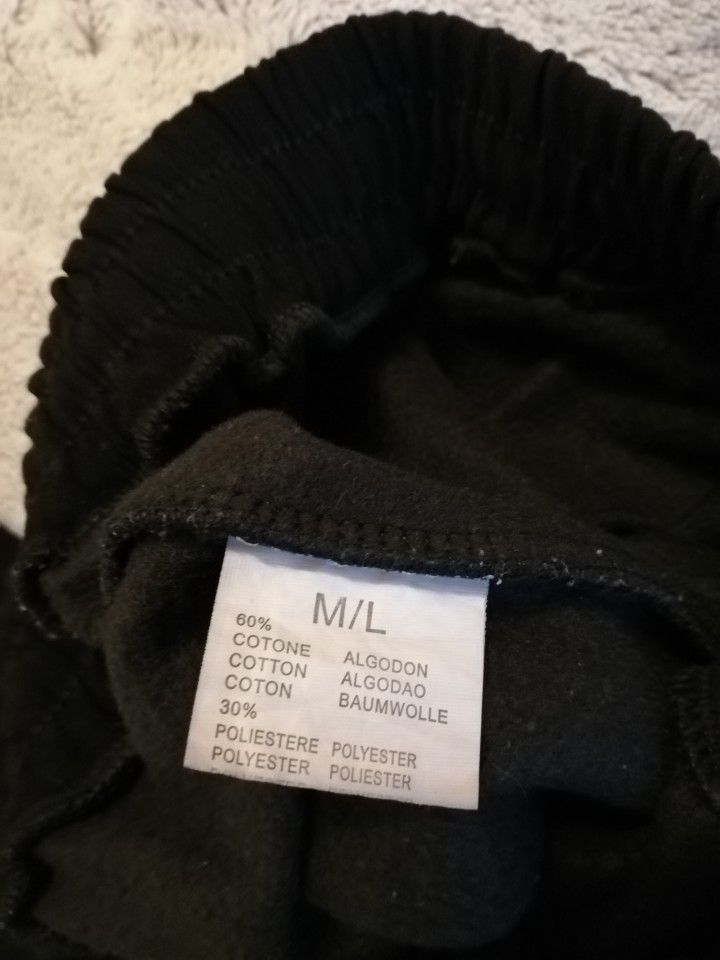 M/L
60%
COTONE ALGODON
COTTON ALGODAO
COTON BAUMWOLLE
30%
POLIESTERE POLYESTER
POLYESTER POLIESTER